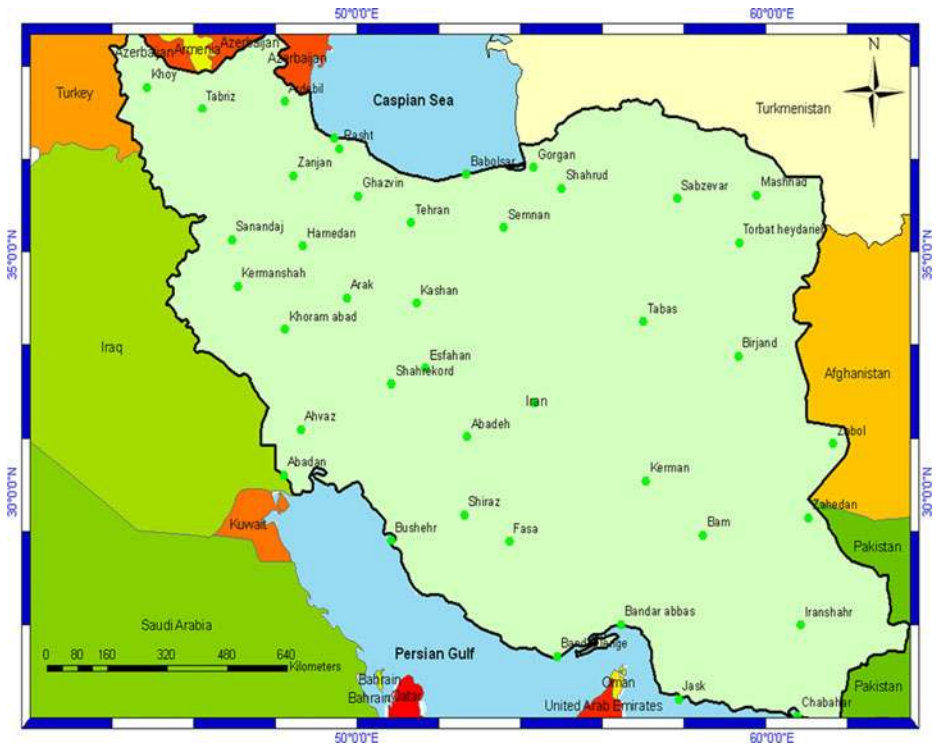 50°0'0"E 60°0'0"E
Azerbaijan Armenia Azerbaijan
Azerbaijan
N
Khoy
Turkey
Tabriz
Ardebil
Caspian Sea
Turkmenistan
Rasht
Zanjan
Babolsar
Gorgan
Ghazvin
Shahrud
Sabzevar
Mashhad
Tehran
Semnan
Sanandaj
Hamedan
Torbat heydarieh
35°0'0"N 35°0'0"N
Kermanshah
Arak
Kashan
Khoram abad
Tabas
Iraq
Esfahan
Birjand
Shahrekord
Afghanistan
Iran
Ahvaz
Abadeh
Zabol
Abadan
Kerman
30°0'0"N 30°0'0"N
Shiraz
Zahedan
Kuwait
Bushehr
Fasa
Bam
Pakistan
Bandar abbas
Iranshahr
Saudi Arabia
Persian Gulf
0 40 80 160 320 480 640
Kilometers
Bahrain
Oman
Pakistan
Bahrain
Qatar
United Arab Emirates
Jask
Chabahar
50°0'0"E 60°0'0"E